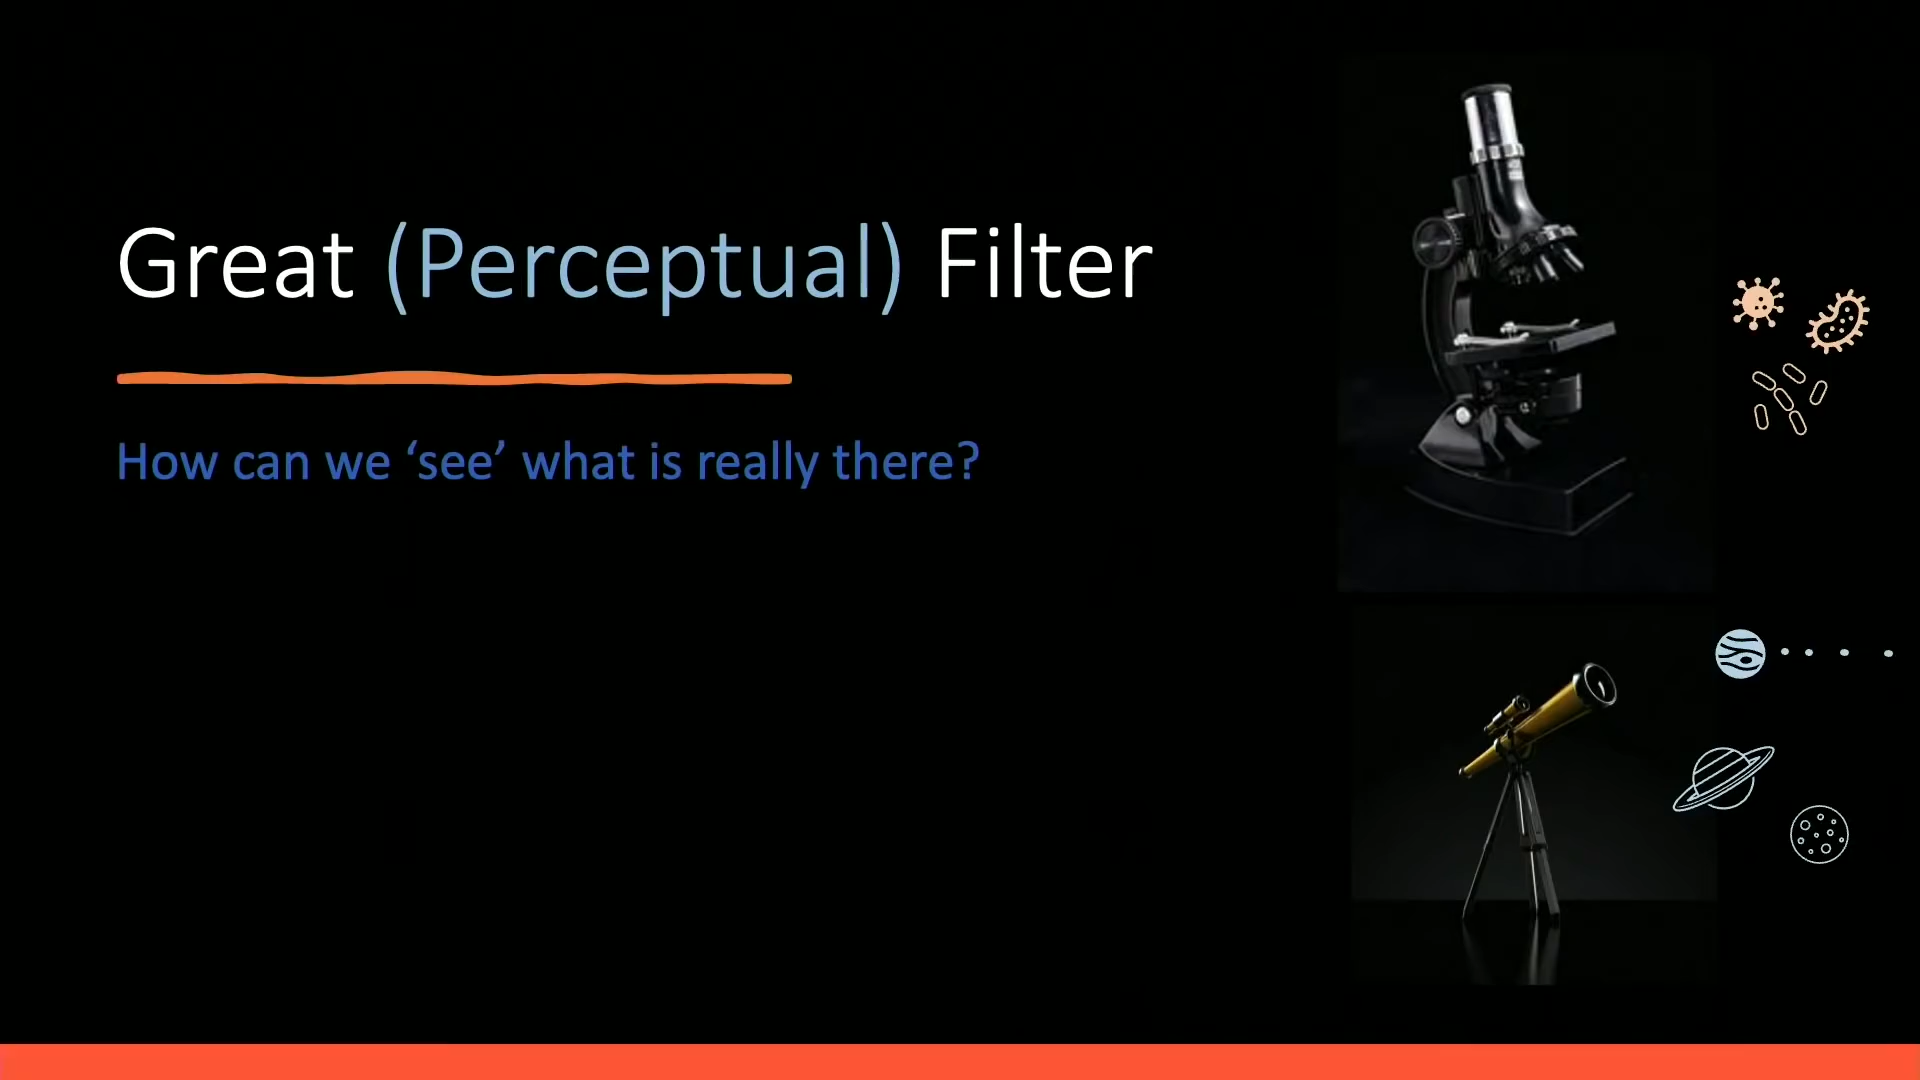 Great (Perceptual) Filter
How can we ‘see’ what is really there?